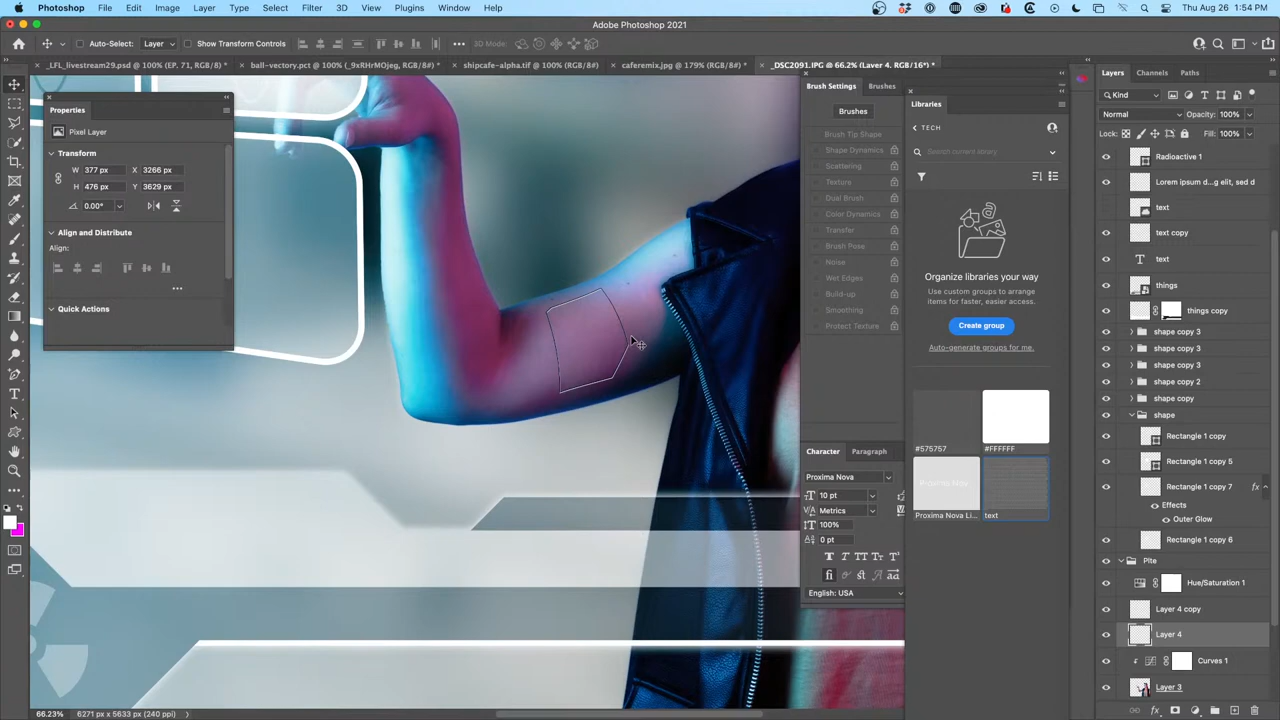 Photoshop File Edit Image Layer Type Select Filter 3D View Plugins Window Help
Thu Aug 26 1:54 PM
Adobe Photoshop 2021
Auto-Select: Layer Show Transform Controls 3D Mode:
_LFL_livestream29.psd @ 100% (EP. 71, RGB/8) *
ball-vectory.pct @ 100% (_9xRHrMOjeg, RGB/8*) *
shipcafe-alpha.tif @ 100% (RGB/8#)
caferemix.jpg @ 179% (RGB/8#) *
_DSC2091.JPG @ 66.2% (Layer 4, RGB/16*) *
Properties
Pixel Layer
Transform
W 377 px X 3266 px
H 476 px Y 3629 px
0.00°
Align and Distribute
Align:
Quick Actions
Brush Settings Brushes
Brushes
Brush Tip Shape
Shape Dynamics
Scattering
Texture
Dual Brush
Color Dynamics
Transfer
Brush Pose
Noise
Wet Edges
Build-up
Smoothing
Protect Texture
Character Paragraph
Proxima Nova
10 pt
Metrics
100%
0 pt
English: USA
Libraries
TECH
Search current library
Organize libraries your way
Use custom groups to arrange
items for faster, easier access.
Create group
Auto-generate groups for me.
#575757 #FFFFFF
Proxima Nova Li... text
Layers Channels Paths
Kind
Normal Opacity: 100%
Lock: Fill: 100%
Radioactive 1
Lorem ipsum d...g elit, sed d
text
text copy
text
things
things copy
shape copy 3
shape copy 3
shape copy 3
shape copy 2
shape copy
shape
Rectangle 1 copy
Rectangle 1 copy 5
Rectangle 1 copy 7 fx
Effects
Outer Glow
Rectangle 1 copy 6
PIte
Hue/Saturation 1
Layer 4 copy
Layer 4
Curves 1
Layer 3
66.23% 6271 px x 5633 px (240 ppi)